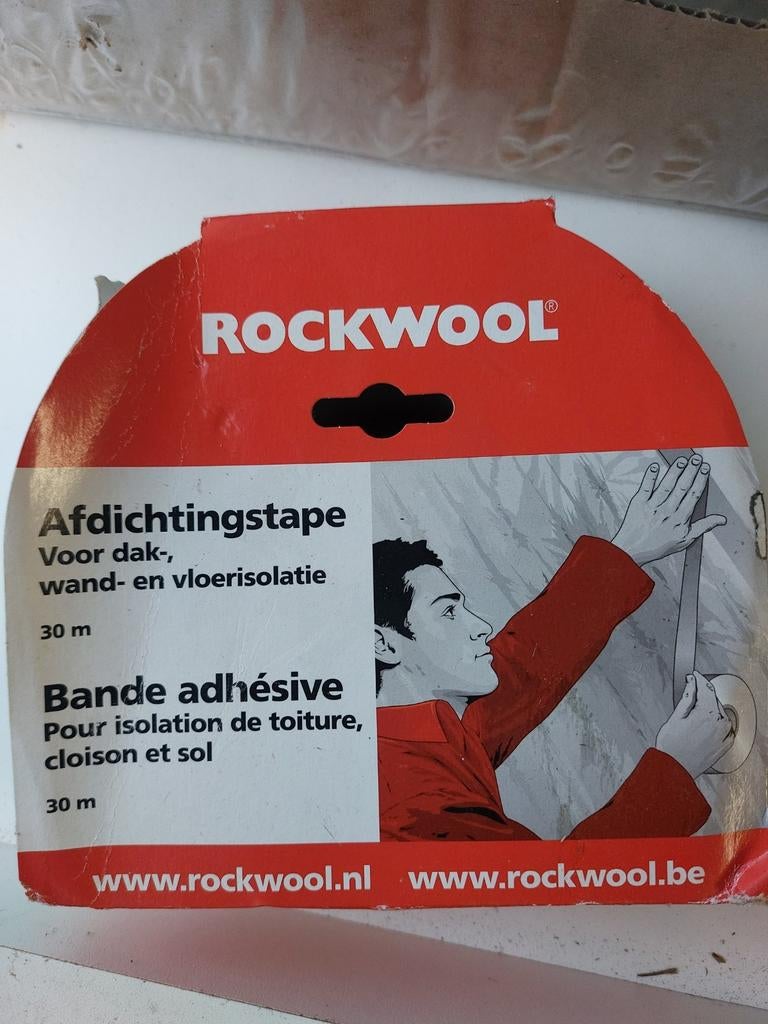 ROCKWOOL®
Afdichtingstape
Voor dak-,
wand- en vloerisolatie
30 m
Bande adhésive
Pour isolation de toiture,
cloison et sol
30 m
www.rockwool.nl www.rockwool.be